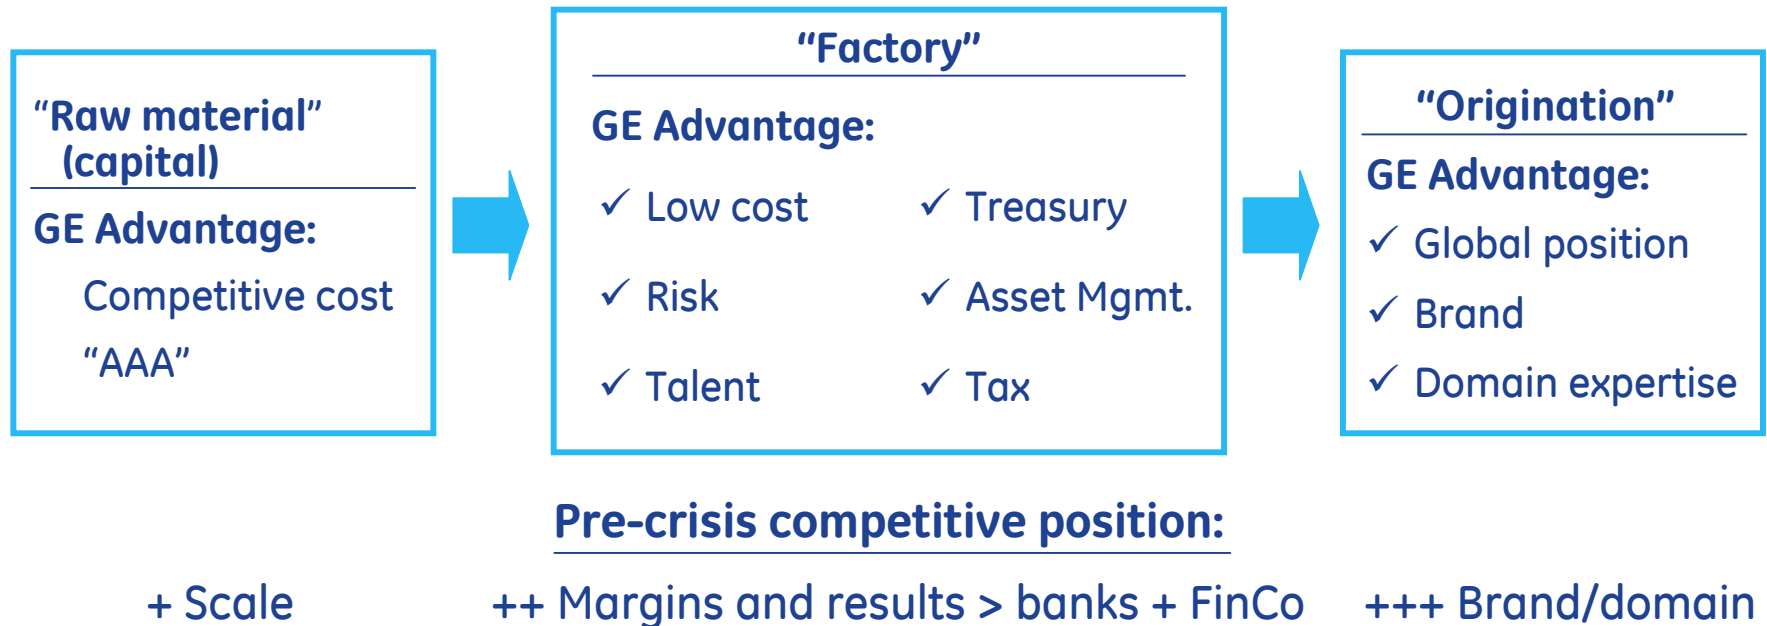 “Raw material”
(capital)
GE Advantage:
Competitive cost
“AAA”
“Factory”
GE Advantage:
✓ Low cost
✓ Treasury
✓ Risk
✓ Asset Mgmt.
✓ Talent
✓ Tax
“Origination”
GE Advantage:
✓ Global position
✓ Brand
✓ Domain expertise
Pre-crisis competitive position:
+ Scale
++ Margins and results > banks + FinCo
+++ Brand/domain